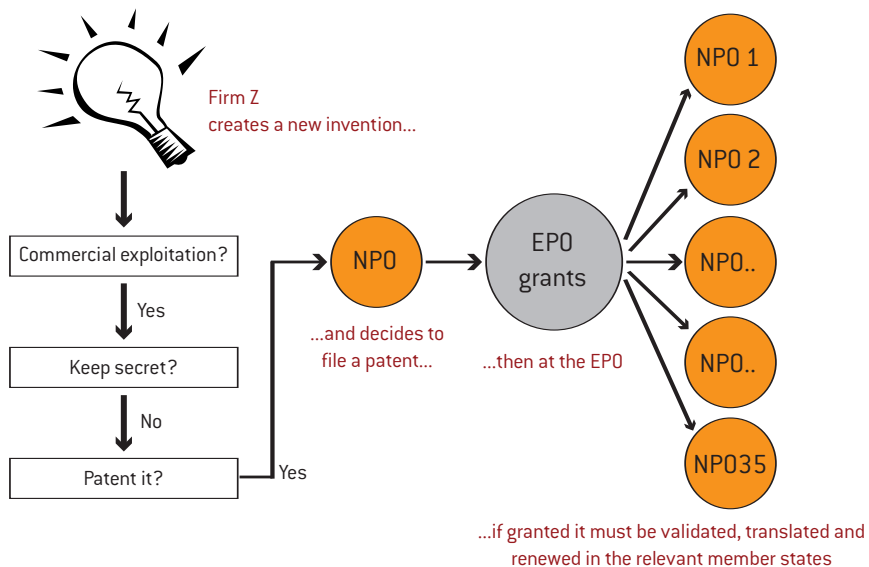 Firm Z
creates a new invention...
Commercial exploitation?
Yes
Keep secret?
No
Patent it?
Yes
NPO
...and decides to
file a patent...
EPO
grants
...then at the EPO
NPO 1
NPO 2
NPO..
NPO..
NPO35
...if granted it must be validated, translated and
renewed in the relevant member states